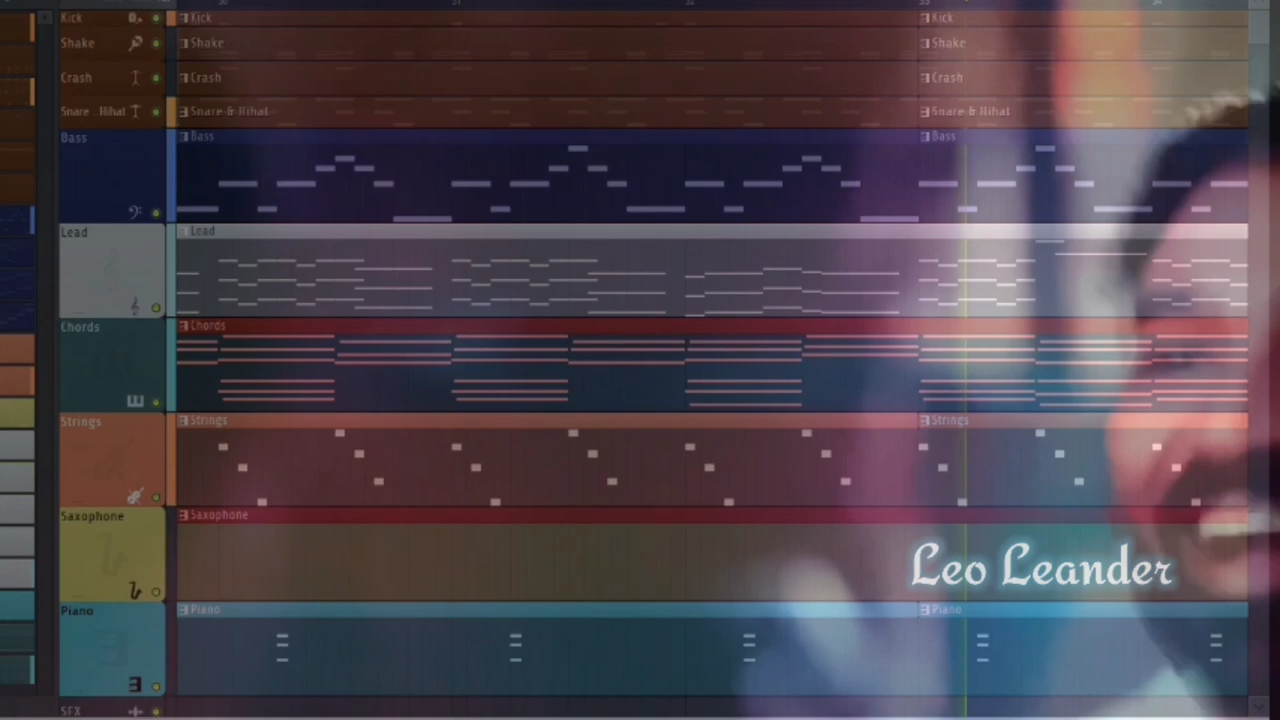 Kick Kick Kick
Shake Shake Shake
Crash Crash Crash
Snare Hihat Snare & Hihat Snare & Hihat
Bass Bass Bass
Lead Lead
Chords Chords
Strings Strings Strings
Saxophone Saxophone
Leo Leander
Piano Piano Piano
SFX